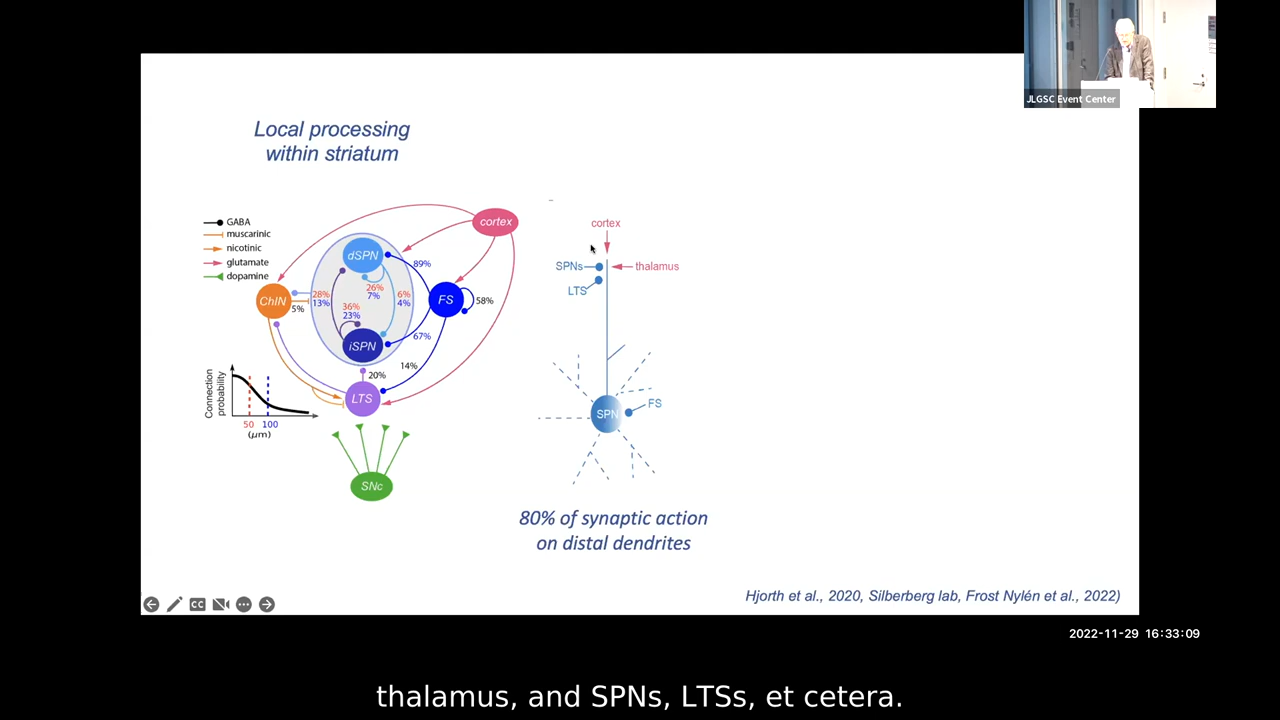 JLGSC Event Center
Local processing
within striatum
GABA
muscarinic
nicotinic
glutamate
dopamine
cortex
dSPN
89%
26%
7%
28%
13%
6%
4%
ChIN
5%
FS
58%
36%
23%
iSPN
67%
14%
20%
LTS
Connection
probability
50 100
(µm)
SNc
cortex
SPNs
thalamus
LTS
FS
SPN
80% of synaptic action
on distal dendrites
Hjorth et al., 2020, Silberberg lab, Frost Nylén et al., 2022)
CC
2022-11-29 16:33:09
thalamus, and SPNs, LTSs, et cetera.